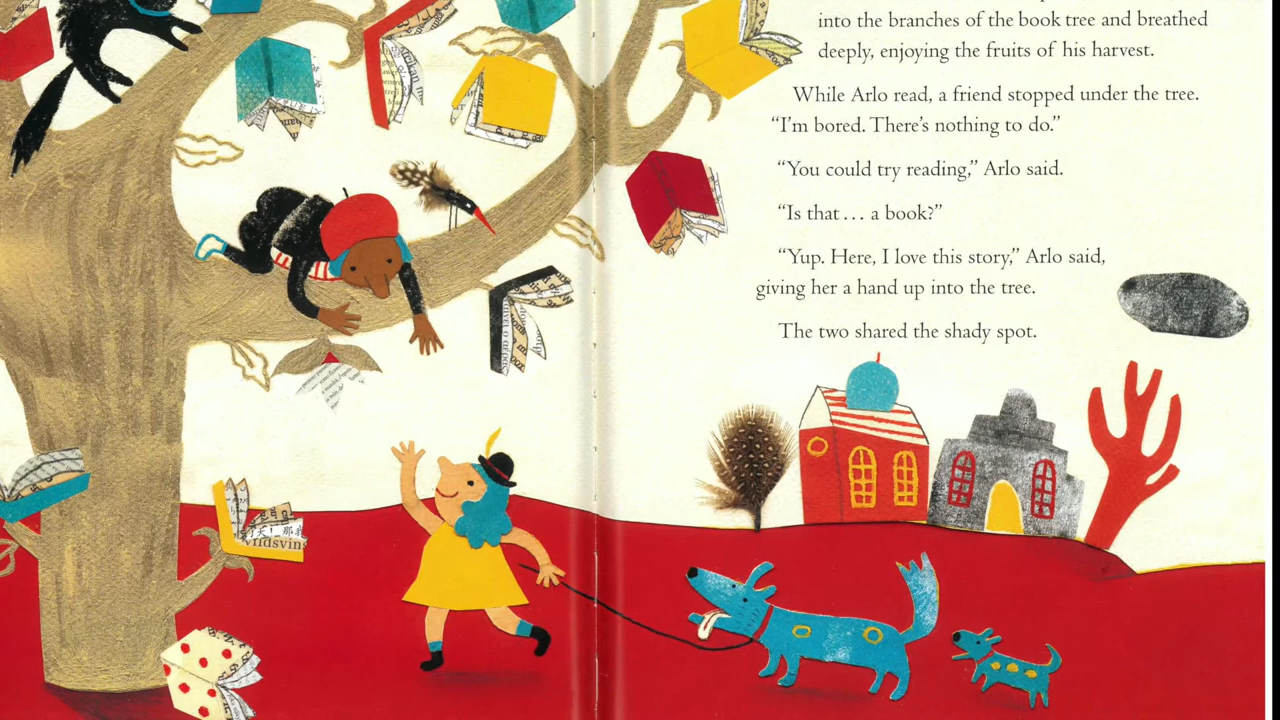 into the branches of the book tree and breathed
deeply, enjoying the fruits of his harvest.
While Arlo read, a friend stopped under the tree.
“I’m bored. There’s nothing to do.”
“You could try reading,” Arlo said.
“Is that . . . a book?”
“Yup. Here, I love this story,” Arlo said,
giving her a hand up into the tree.
The two shared the shady spot.